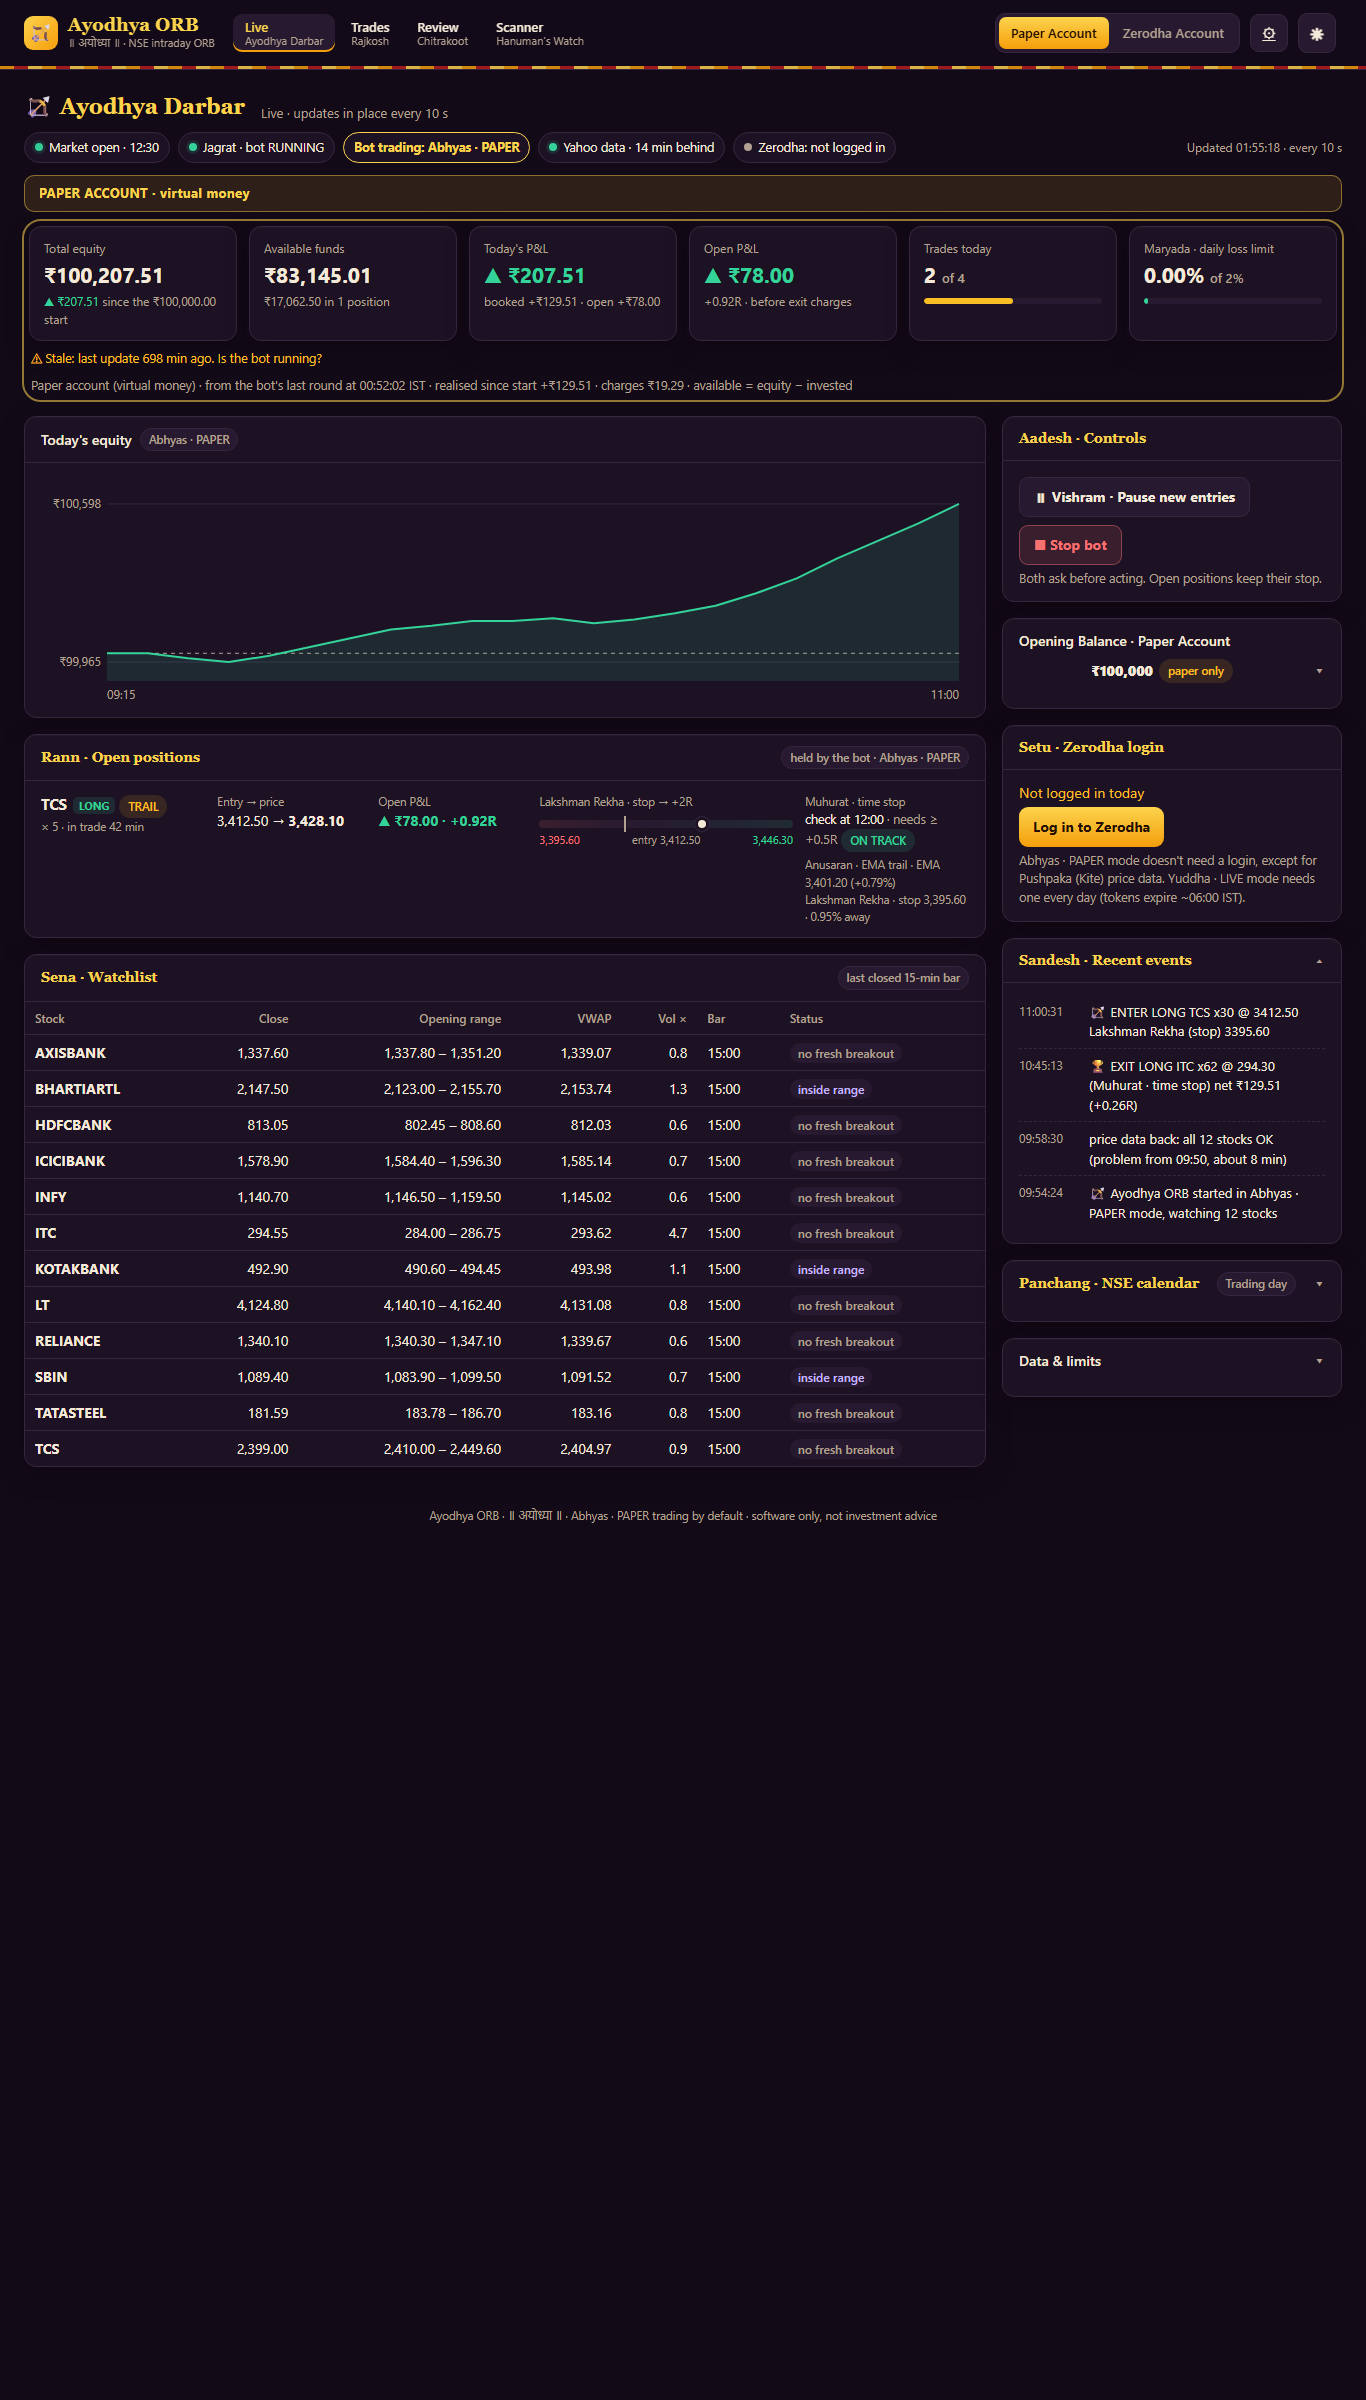 Ayodhya ORB
॥ अयोध्या ॥ · NSE intraday ORB
Live
Ayodhya Darbar
Trades
Rajkosh
Review
Chitrakoot
Scanner
Hanuman's Watch
Paper Account
Zerodha Account
Ayodhya Darbar
Live · updates in place every 10 s
Market open · 12:30
Jagrat · bot RUNNING
Bot trading: Abhyas · PAPER
Yahoo data · 14 min behind
Zerodha: not logged in
Updated 01:55:18 · every 10 s
PAPER ACCOUNT · virtual money
Total equity
₹100,207.51
▲ ₹207.51 since the ₹100,000.00
start
Available funds
₹83,145.01
₹17,062.50 in 1 position
Today's P&L
▲ ₹207.51
booked +₹129.51 · open +₹78.00
Open P&L
▲ ₹78.00
+0.92R · before exit charges
Trades today
2 of 4
Maryada · daily loss limit
0.00% of 2%
⚠ Stale: last update 698 min ago. Is the bot running?
Paper account (virtual money) · from the bot's last round at 00:52:02 IST · realised since start +₹129.51 · charges ₹19.29 · available = equity − invested
Today's equity
Abhyas · PAPER
₹100,598
₹99,965
09:15
11:00
Rann · Open positions
held by the bot · Abhyas · PAPER
TCS LONG TRAIL
× 5 · in trade 42 min
Entry → price
3,412.50 → 3,428.10
Open P&L
▲ ₹78.00 · +0.92R
Lakshman Rekha · stop → +2R
3,395.60
entry 3,412.50
3,446.30
Muhurat · time stop
check at 12:00 · needs ≥
+0.5R ON TRACK
Anusaran · EMA trail · EMA
3,401.20 (+0.79%)
Lakshman Rekha · stop 3,395.60
· 0.95% away
Sena · Watchlist
last closed 15-min bar
Stock Close Opening range VWAP Vol × Bar Status
AXISBANK 1,337.60 1,337.80 – 1,351.20 1,339.07 0.8 15:00 no fresh breakout
BHARTIARTL 2,147.50 2,123.00 – 2,155.70 2,153.74 1.3 15:00 inside range
HDFCBANK 813.05 802.45 – 808.60 812.03 0.6 15:00 no fresh breakout
ICICIBANK 1,578.90 1,584.40 – 1,596.30 1,585.14 0.7 15:00 no fresh breakout
INFY 1,140.70 1,146.50 – 1,159.50 1,145.02 0.6 15:00 no fresh breakout
ITC 294.55 284.00 – 286.75 293.62 4.7 15:00 no fresh breakout
KOTAKBANK 492.90 490.60 – 494.45 493.98 1.1 15:00 inside range
LT 4,124.80 4,140.10 – 4,162.40 4,131.08 0.8 15:00 no fresh breakout
RELIANCE 1,340.10 1,340.30 – 1,347.10 1,339.67 0.6 15:00 no fresh breakout
SBIN 1,089.40 1,083.90 – 1,099.50 1,091.52 0.7 15:00 inside range
TATASTEEL 181.59 183.78 – 186.70 183.16 0.8 15:00 no fresh breakout
TCS 2,399.00 2,410.00 – 2,449.60 2,404.97 0.9 15:00 no fresh breakout
Aadesh · Controls
Vishram · Pause new entries
Stop bot
Both ask before acting. Open positions keep their stop.
Opening Balance · Paper Account
₹100,000 paper only
Setu · Zerodha login
Not logged in today
Log in to Zerodha
Abhyas · PAPER mode doesn't need a login, except for
Pushpaka (Kite) price data. Yuddha · LIVE mode needs
one every day (tokens expire ~06:00 IST).
Sandesh · Recent events
11:00:31 ENTER LONG TCS x30 @ 3412.50
Lakshman Rekha (stop) 3395.60
10:45:13 EXIT LONG ITC x62 @ 294.30
(Muhurat · time stop) net ₹129.51
(+0.26R)
09:58:30 price data back: all 12 stocks OK
(problem from 09:50, about 8 min)
09:54:24 Ayodhya ORB started in Abhyas ·
PAPER mode, watching 12 stocks
Panchang · NSE calendar
Trading day
Data & limits
Ayodhya ORB · ॥ अयोध्या ॥ · Abhyas · PAPER trading by default · software only, not investment advice